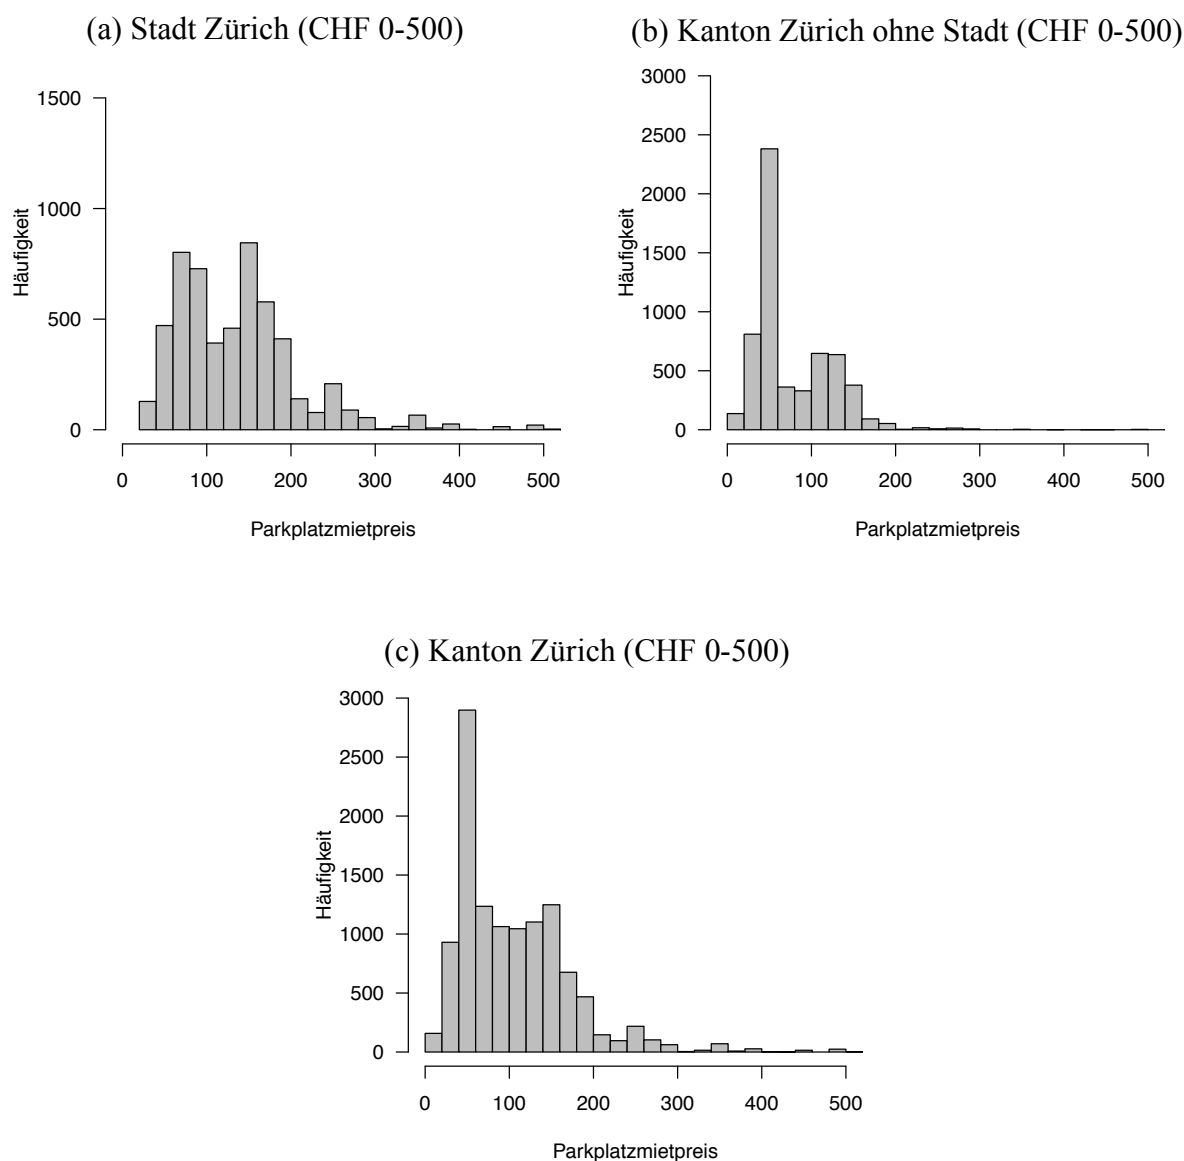 (a) Stadt Zürich (CHF 0-500)
1500
1000
500
0
Häufigkeit
0 100 200 300 400 500
Parkplatzmietpreis
(b) Kanton Zürich ohne Stadt (CHF 0-500)
3000
2500
2000
1500
1000
500
0
Häufigkeit
0 100 200 300 400 500
Parkplatzmietpreis
(c) Kanton Zürich (CHF 0-500)
3000
2500
2000
1500
1000
500
0
Häufigkeit
0 100 200 300 400 500
Parkplatzmietpreis